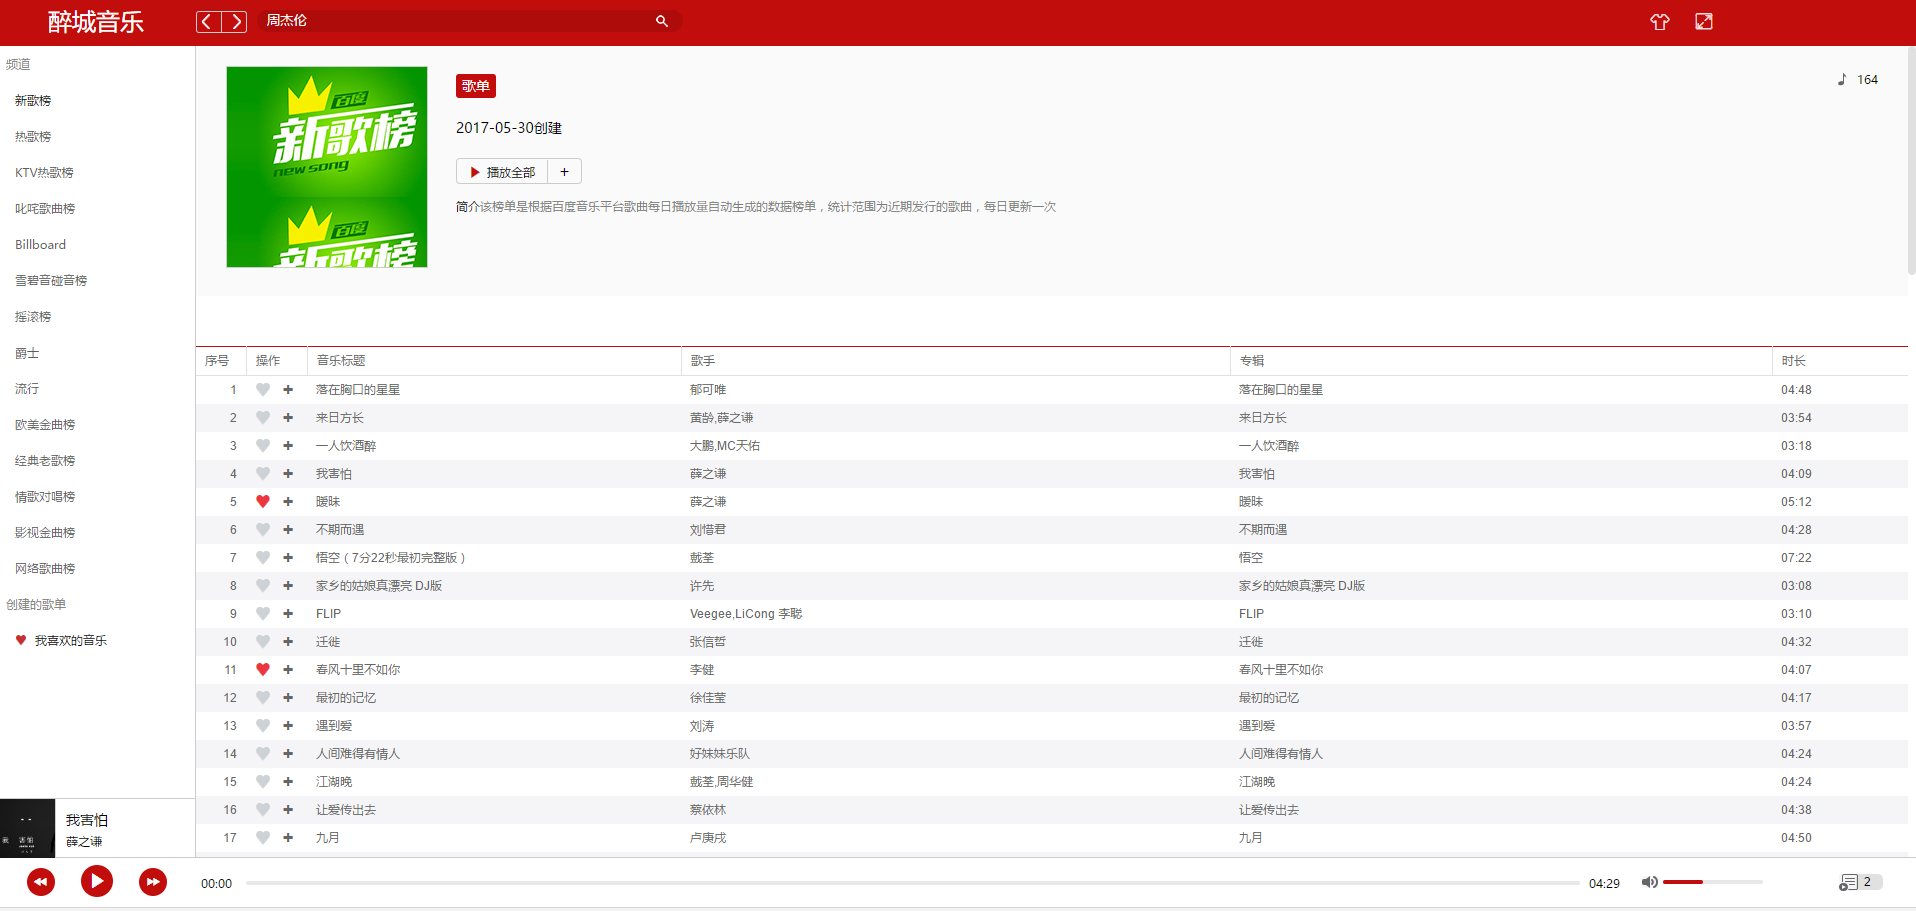 醉城音乐
周杰伦
频道
新歌榜
热歌榜
KTV热歌榜
叱咤歌曲榜
Billboard
雪碧音碰音榜
摇滚榜
爵士
流行
欧美金曲榜
经典老歌榜
情歌对唱榜
影视金曲榜
网络歌曲榜
创建的歌单
我喜欢的音乐
百度
新歌榜
new song
百度
新歌榜
歌单
164
2017-05-30创建
播放全部 +
简介该榜单是根据百度音乐平台歌曲每日播放量自动生成的数据榜单，统计范围为近期发行的歌曲，每日更新一次
序号 操作 音乐标题 歌手 专辑 时长
1 落在胸口的星星 郁可唯 落在胸口的星星 04:48
2 来日方长 黄龄,薛之谦 来日方长 03:54
3 一人饮酒醉 大鹏,MC天佑 一人饮酒醉 03:18
4 我害怕 薛之谦 我害怕 04:09
5 暧昧 薛之谦 暧昧 05:12
6 不期而遇 刘惜君 不期而遇 04:28
7 悟空（7分22秒最初完整版） 戱荃 悟空 07:22
8 家乡的姑娘真漂亮 DJ版 许先 家乡的姑娘真漂亮 DJ版 03:08
9 FLIP Veegee,LiCong 李聪 FLIP 03:10
10 迁徙 张信哲 迁徙 04:32
11 春风十里不如你 李健 春风十里不如你 04:07
12 最初的记忆 徐佳莹 最初的记忆 04:17
13 遇到爱 刘涛 遇到爱 03:57
14 人间难得有情人 好妹妹乐队 人间难得有情人 04:24
15 江湖晚 戱荃,周华健 江湖晚 04:24
16 让爱传出去 蔡依林 让爱传出去 04:38
17 九月 卢庚戌 九月 04:50
我 害怕
我害怕
薛之谦
00:00
04:29
2